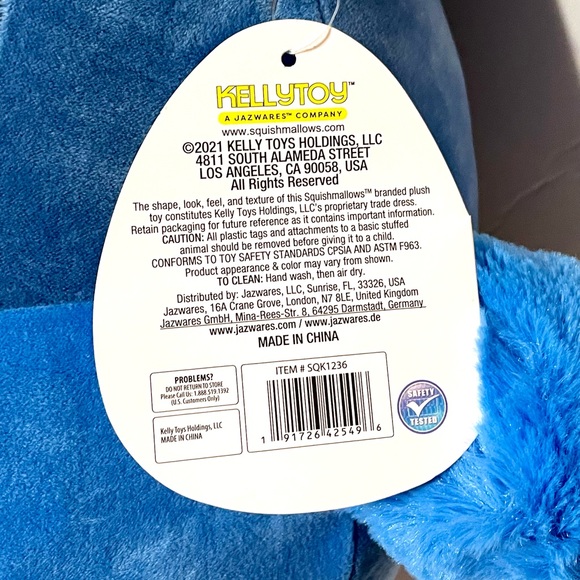 KELLYTOY™
A JAZWARES™ COMPANY
www.squishmallows.com
©2021 KELLY TOYS HOLDINGS, LLC
4811 SOUTH ALAMEDA STREET
LOS ANGELES, CA 90058, USA
All Rights Reserved
The shape, look, feel, and texture of this Squishmallows™ branded plush
toy constitutes Kelly Toys Holdings, LLC's proprietary trade dress.
Retain packaging for future reference as it contains important information.
CAUTION: All plastic tags and attachments to a basic stuffed
animal should be removed before giving it to a child.
CONFORMS TO TOY SAFETY STANDARDS CPSIA AND ASTM F963.
Product appearance & color may vary from shown.
TO CLEAN: Hand wash, then air dry.
Distributed by: Jazwares, LLC, Sunrise, FL, 33326, USA
Jazwares, 16A Crane Grove, London, N7 8LE, United Kingdom
Jazwares GmbH, Mina-Rees-Str. 8, 64295 Darmstadt, Germany
www.jazwares.com / www.jazwares.de
MADE IN CHINA
PROBLEMS?
DO NOT RETURN TO STORE
Please Call Us: 1.888.519.1392
(U.S. Customers Only)
Kelly Toys Holdings, LLC
MADE IN CHINA
ITEM # SQK1236
1 91726 42549 6
SAFETY
TESTED